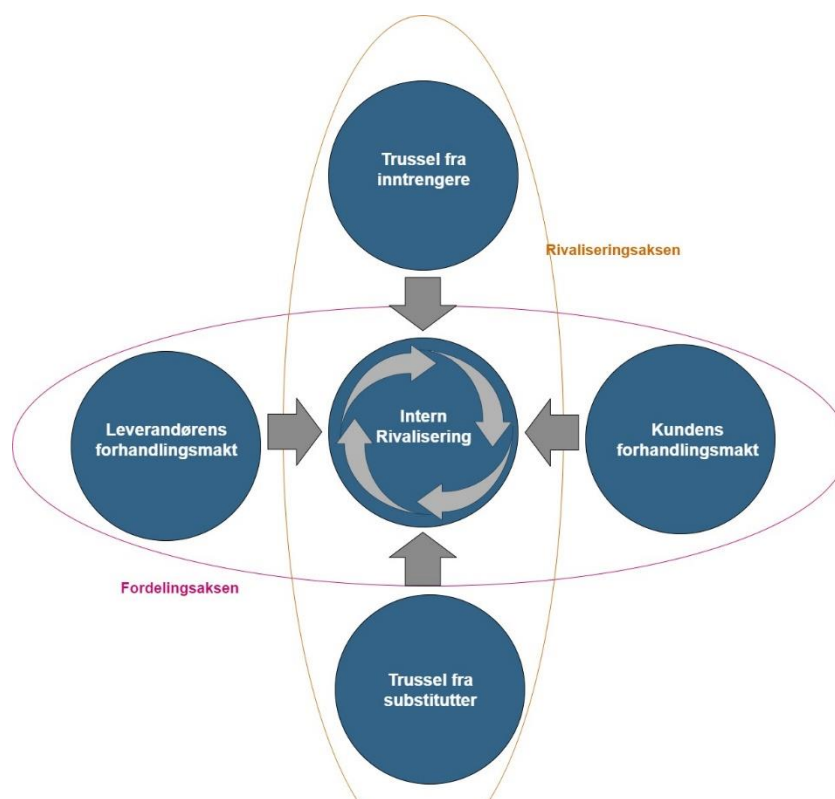 Trussel fra
inntrengere
Rivaliseringsaksen
Leverandørens
forhandlingsmakt
Intern
Rivalisering
Kundens
forhandlingsmakt
Fordelingsaksen
Trussel fra
substitutter